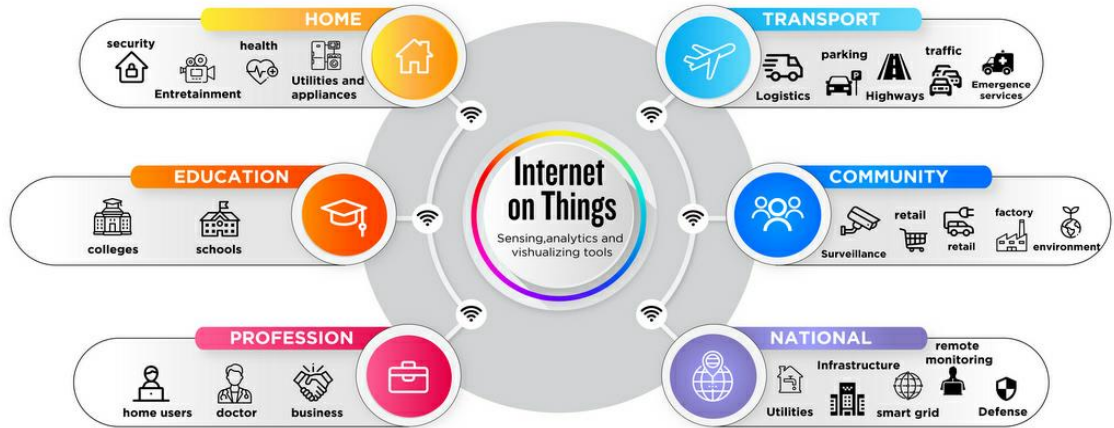 HOME
security
health
Entretainment
Utilities and
appliances
TRANSPORT
parking
traffic
Logistics
Highways
Emergence
services
EDUCATION
colleges
schools
Internet
on Things
Sensing,analytics and
vishualizing tools
COMMUNITY
retail
factory
Surveillance
retail
environment
PROFESSION
home users
doctor
business
NATIONAL
remote
monitoring
Infrastructure
Utilities
smart grid
Defense